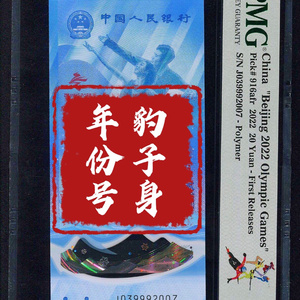 中国人民银行
豹子身
年份号
J039992007
PMG
Y GUARANTY
China "Beijing 2022 Olympic Games"
Pick# 916afr 2022 20 Yuan - First Releases
S/N J039992007 - Polymer